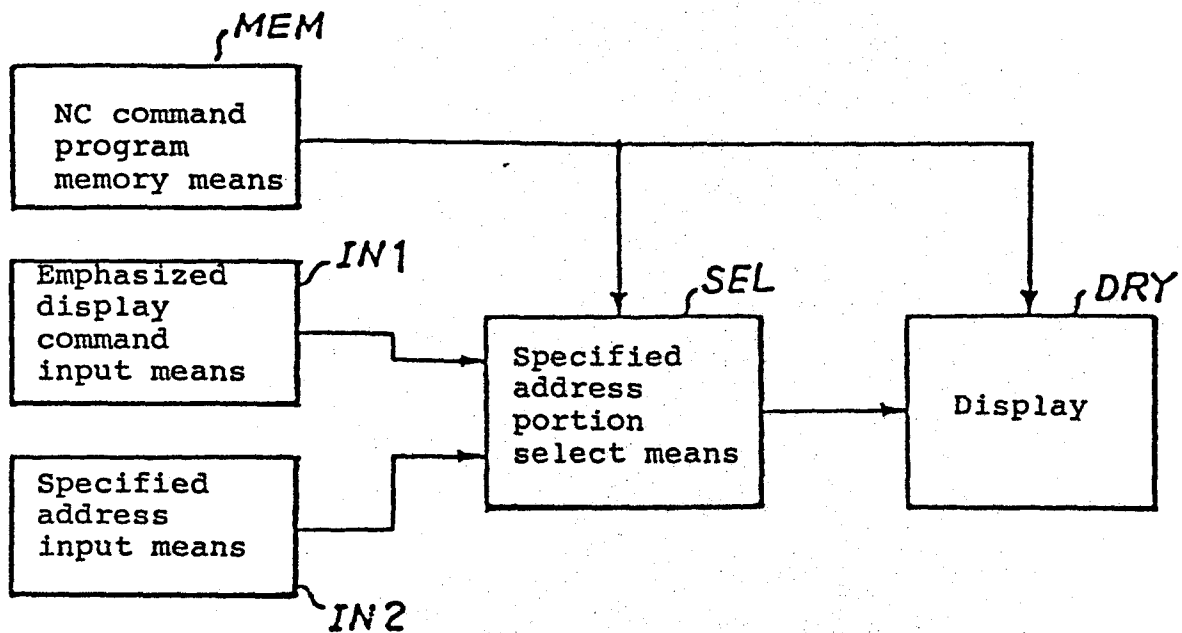 MEM
NC command
program
memory means
IN1
Emphasized
display
command
input means
SEL
Specified
address
portion
select means
DRY
Display
Specified
address
input means
IN2